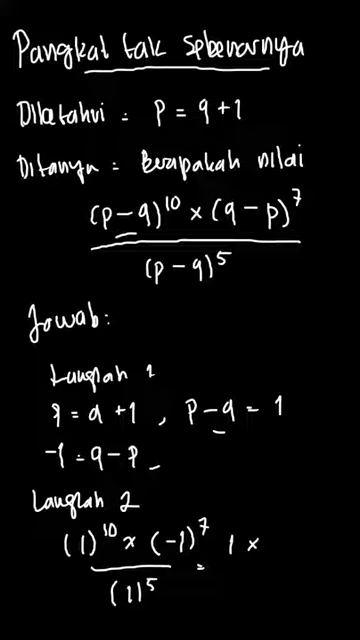 Pangkat tak sebenarnya
Diketahui = p = q + 1
Ditanya = berapakah nilai
(p - q)^10 × (q - p)^7
(p - q)^5
Jawab:
Langkah 1
p = q + 1 , p - q = 1
-1 = q - p
Langkah 2
(1)^10 × (-1)^7 = 1 ×
(1)^5